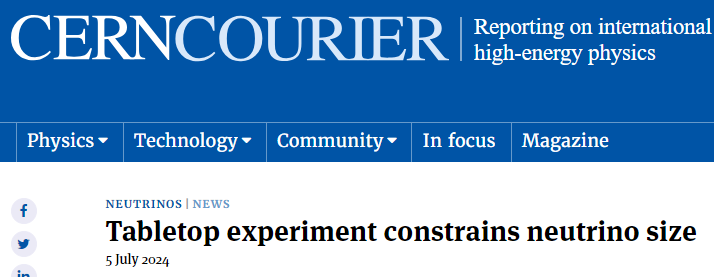 CERNCOURIER
Reporting on international
high-energy physics
Physics
Technology
Community
In focus
Magazine
NEUTRINOS | NEWS
Tabletop experiment constrains neutrino size
5 July 2024